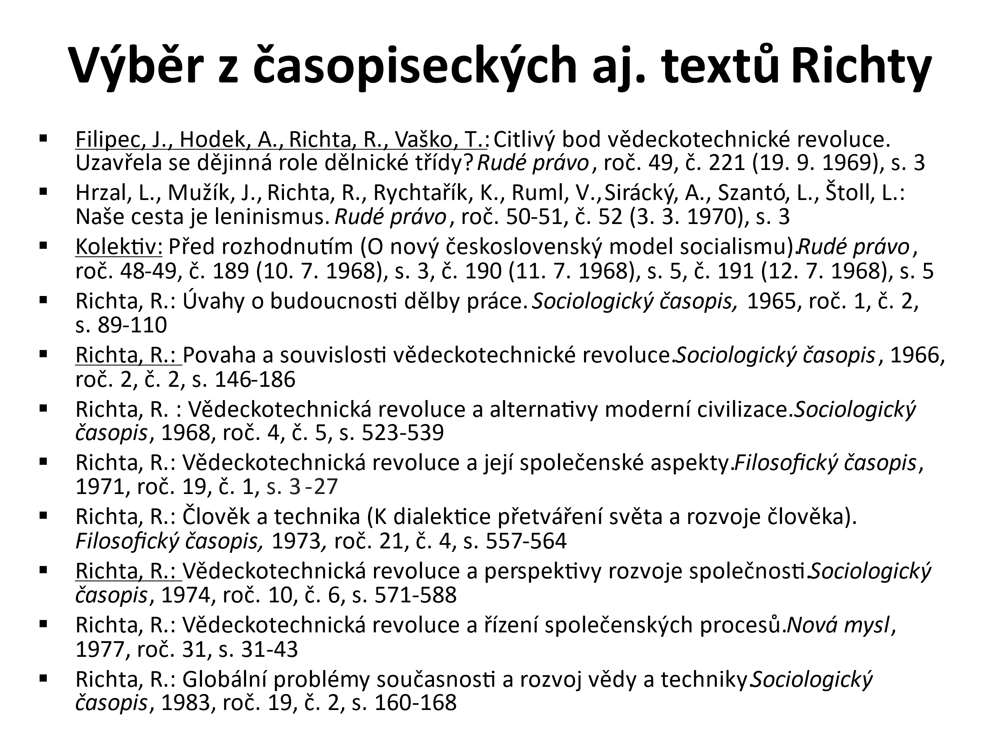 Výběr z časopiseckých aj. textů Richty
▪ Filipec, J., Hodek, A., Richta, R., Vaško, T.: Citlivý bod vědeckotechnické revoluce.
Uzavřela se dějinná role dělnické třídy? Rudé právo, roč. 49, č. 221 (19. 9. 1969), s. 3
▪ Hrzal, L., Mužík, J., Richta, R., Rychtařík, K., Ruml, V., Sirácký, A., Szantó, L., Štoll, L.:
Naše cesta je leninismus. Rudé právo, roč. 50-51, č. 52 (3. 3. 1970), s. 3
▪ Kolektiv: Před rozhodnutím (O nový československý model socialismu). Rudé právo,
roč. 48-49, č. 189 (10. 7. 1968), s. 3, č. 190 (11. 7. 1968), s. 5, č. 191 (12. 7. 1968), s. 5
▪ Richta, R.: Úvahy o budoucnosti dělby práce. Sociologický časopis, 1965, roč. 1, č. 2,
s. 89-110
▪ Richta, R.: Povaha a souvislosti vědeckotechnické revoluce. Sociologický časopis, 1966,
roč. 2, č. 2, s. 146-186
▪ Richta, R. : Vědeckotechnická revoluce a alternativy moderní civilizace. Sociologický
časopis, 1968, roč. 4, č. 5, s. 523-539
▪ Richta, R.: Vědeckotechnická revoluce a její společenské aspekty. Filosofický časopis,
1971, roč. 19, č. 1, s. 3-27
▪ Richta, R.: Člověk a technika (K dialektice přetváření světa a rozvoje člověka).
Filosofický časopis, 1973, roč. 21, č. 4, s. 557-564
▪ Richta, R.: Vědeckotechnická revoluce a perspektivy rozvoje společnosti. Sociologický
časopis, 1974, roč. 10, č. 6, s. 571-588
▪ Richta, R.: Vědeckotechnická revoluce a řízení společenských procesů. Nová mysl,
1977, roč. 31, s. 31-43
▪ Richta, R.: Globální problémy současnosti a rozvoj vědy a techniky. Sociologický
časopis, 1983, roč. 19, č. 2, s. 160-168